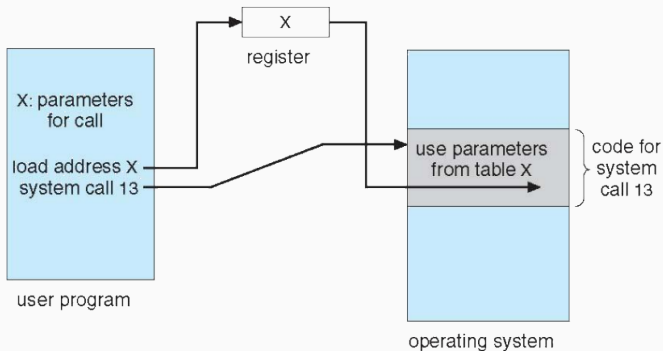 X
register
X: parameters
for call
load address X
system call 13
user program
use parameters
from table X
code for
system
call 13
operating system